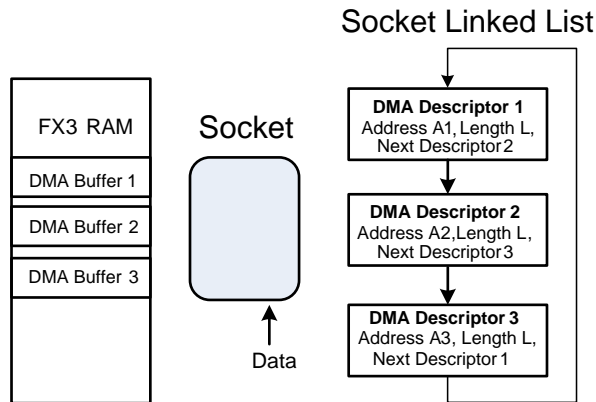 Socket Linked List
FX3 RAM
DMA Buffer 1
DMA Buffer 2
DMA Buffer 3
Socket
Data
DMA Descriptor 1
Address A1, Length L,
Next Descriptor 2
DMA Descriptor 2
Address A2,Length L,
Next Descriptor 3
DMA Descriptor 3
Address A3, Length L,
Next Descriptor 1